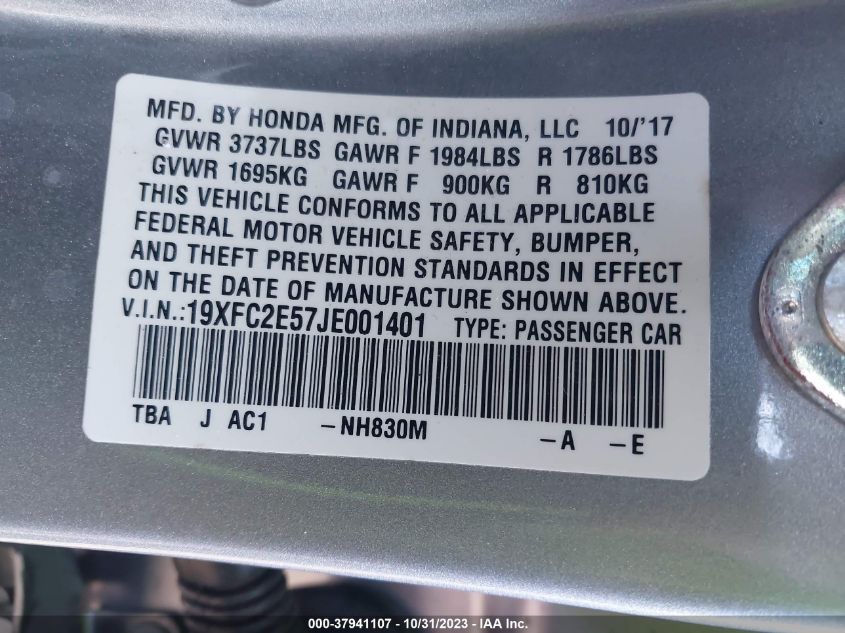 MFD. BY HONDA MFG. OF INDIANA, LLC 10/'17
GVWR 3737LBS GAWR F 1984LBS R 1786LBS
GVWR 1695KG GAWR F 900KG R 810KG
THIS VEHICLE CONFORMS TO ALL APPLICABLE
FEDERAL MOTOR VEHICLE SAFETY, BUMPER,
AND THEFT PREVENTION STANDARDS IN EFFECT
ON THE DATE OF MANUFACTURE SHOWN ABOVE.
V.I.N.:19XFC2E57JE001401 TYPE: PASSENGER CAR
TBA J AC1 -NH830M -A -E
000-37941107 - 10/31/2023 - IAA Inc.